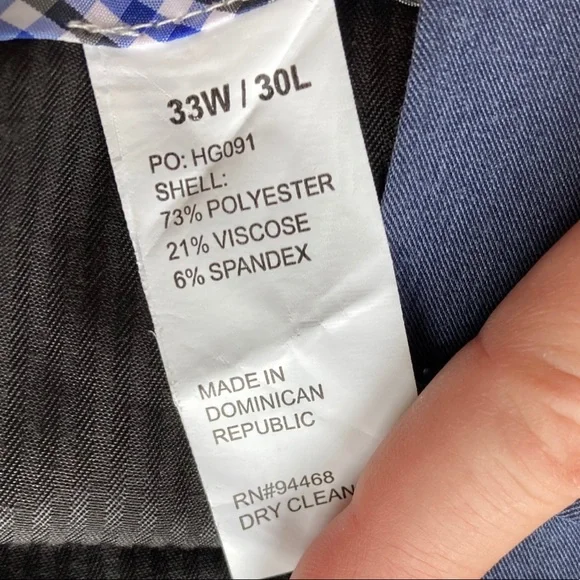 33W / 30L
PO: HG091
SHELL:
73% POLYESTER
21% VISCOSE
6% SPANDEX
MADE IN
DOMINICAN
REPUBLIC
RN#94468
DRY CLEAN